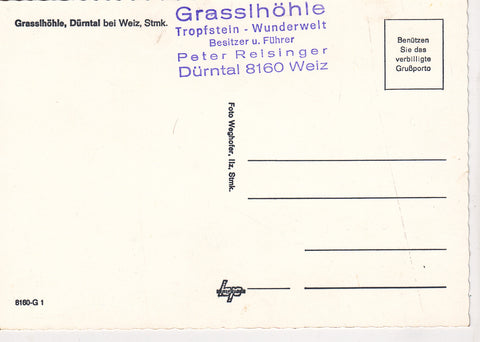 Grasslhöhle, Dürntal bei Weiz, Stmk.
Grasslhöhle
Tropfstein - Wunderwelt
Besitzer u. Führer
Peter Reisinger
Dürntal 8160 Weiz
Benützen
Sie das
verbilligte
Grußporto
Foto Weghofer, Ilz, Stmk.
8160-G 1